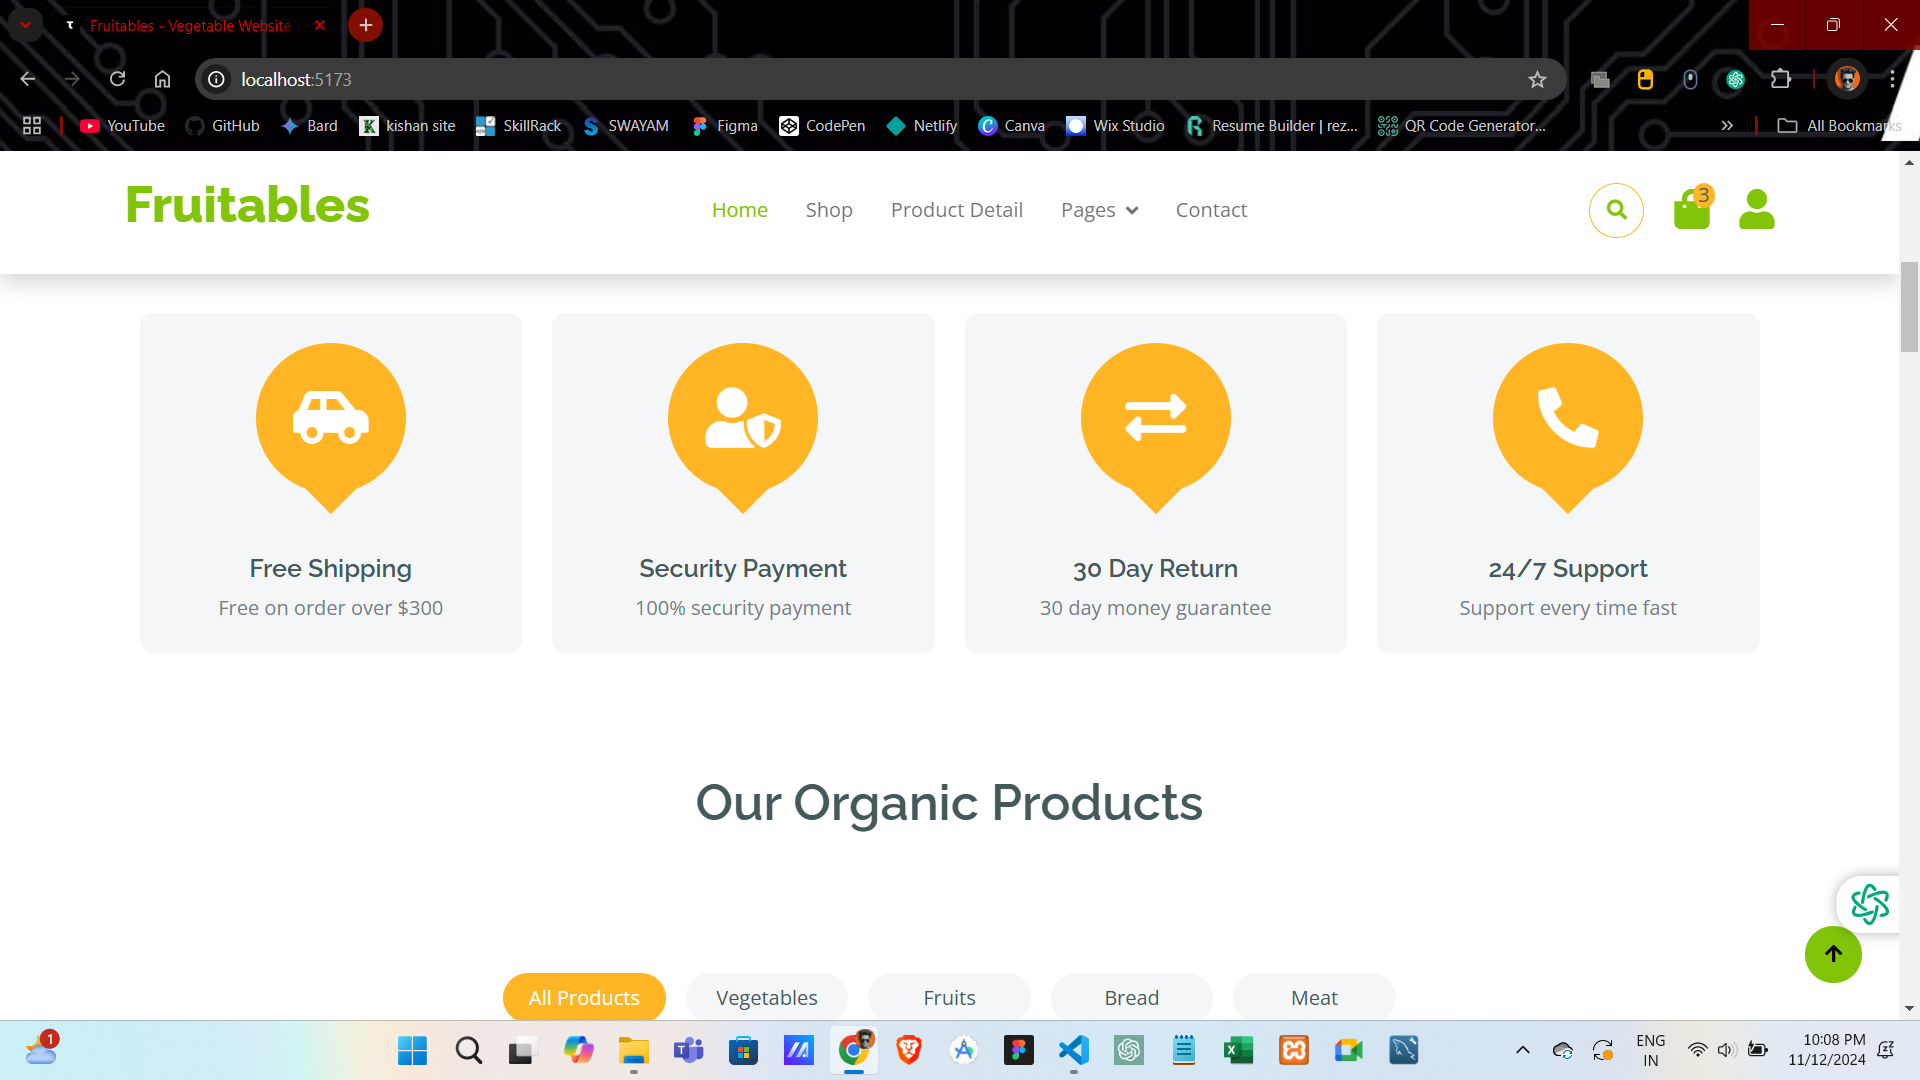 Fruitables - Vegetable Website
localhost:5173
YouTube GitHub Bard kishan site SkillRack SWAYAM Figma CodePen Netlify Canva Wix Studio Resume Builder | rez... QR Code Generator... All Bookmarks
Fruitables Home Shop Product Detail Pages Contact 3
Free Shipping
Free on order over $300
Security Payment
100% security payment
30 Day Return
30 day money guarantee
24/7 Support
Support every time fast
Our Organic Products
All Products Vegetables Fruits Bread Meat
1
ENG
IN
10:08 PM
11/12/2024